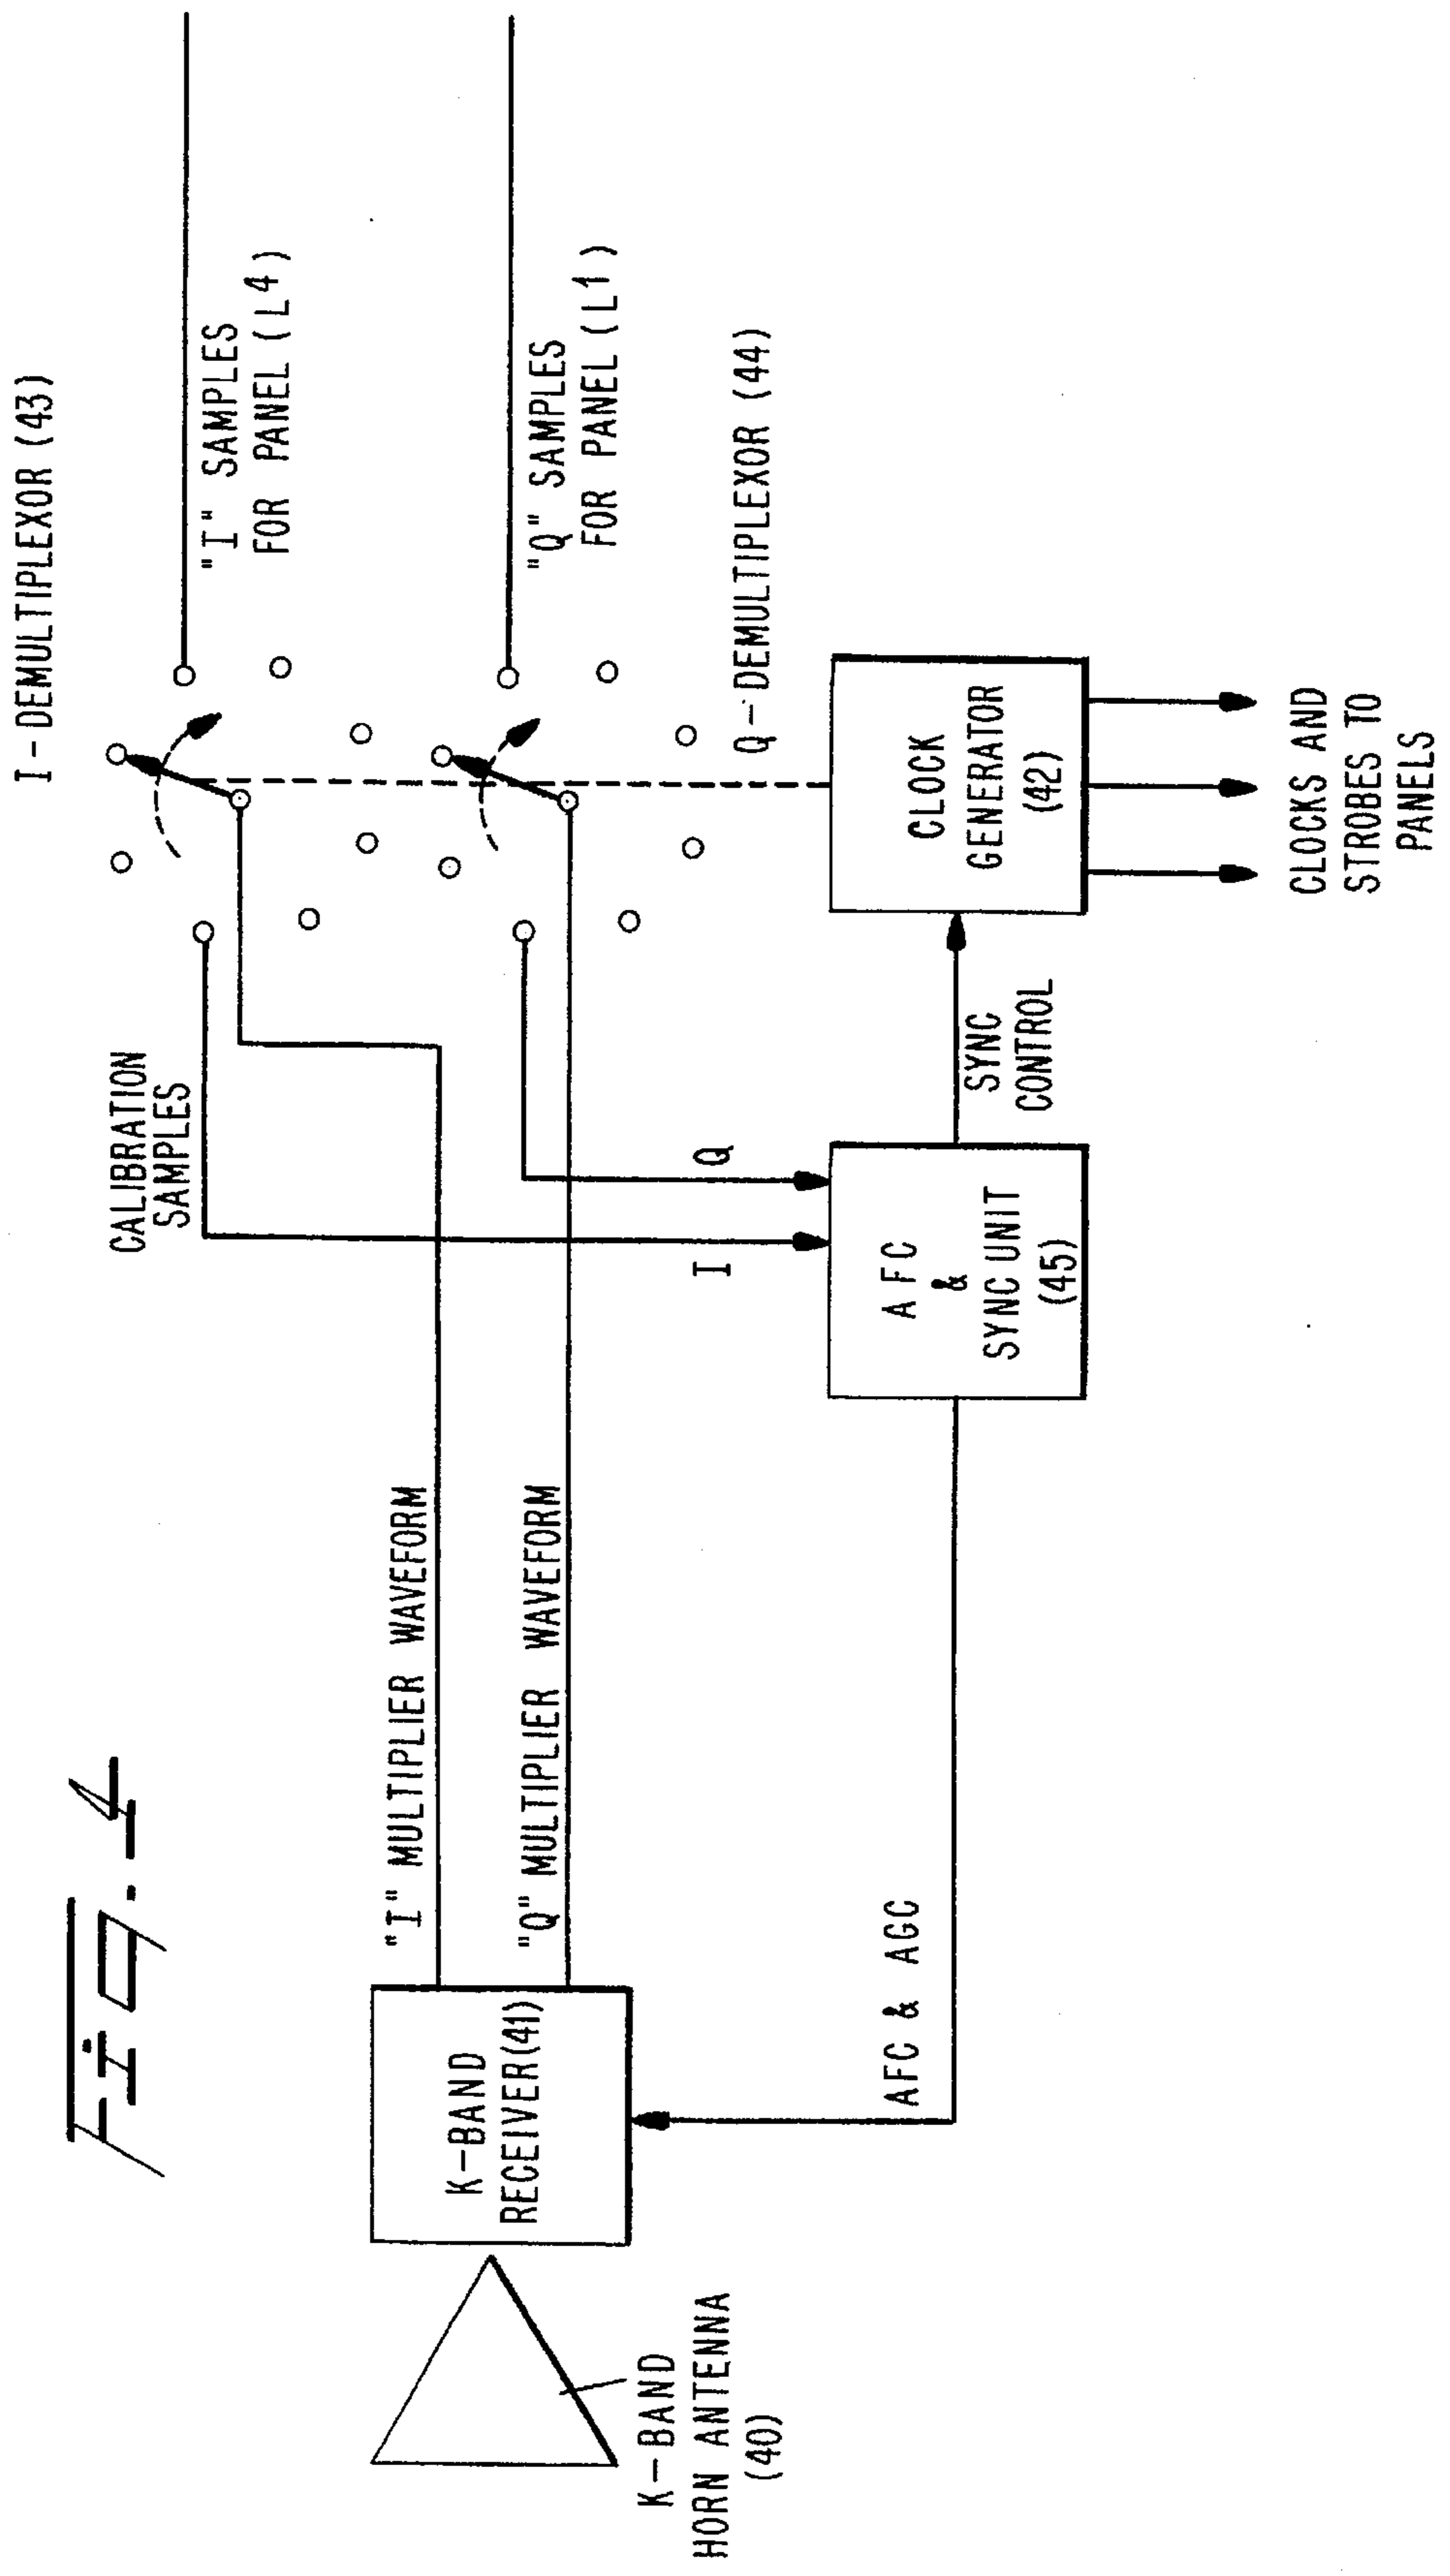 Fig. 4
I-DEMULTIPLEXOR (43)
CALIBRATION
SAMPLES
"I" SAMPLES
FOR PANEL (L4)
"I" MULTIPLIER WAVEFORM
"Q" MULTIPLIER WAVEFORM
"Q" SAMPLES
FOR PANEL (L1)
K-BAND
RECEIVER(41)
K-BAND
HORN ANTENNA
(40)
I
Q
Q-DEMULTIPLEXOR (44)
AFC & AGC
AFC
&
SYNC UNIT
(45)
SYNC
CONTROL
CLOCK
GENERATOR
(42)
CLOCKS AND
STROBES TO
PANELS